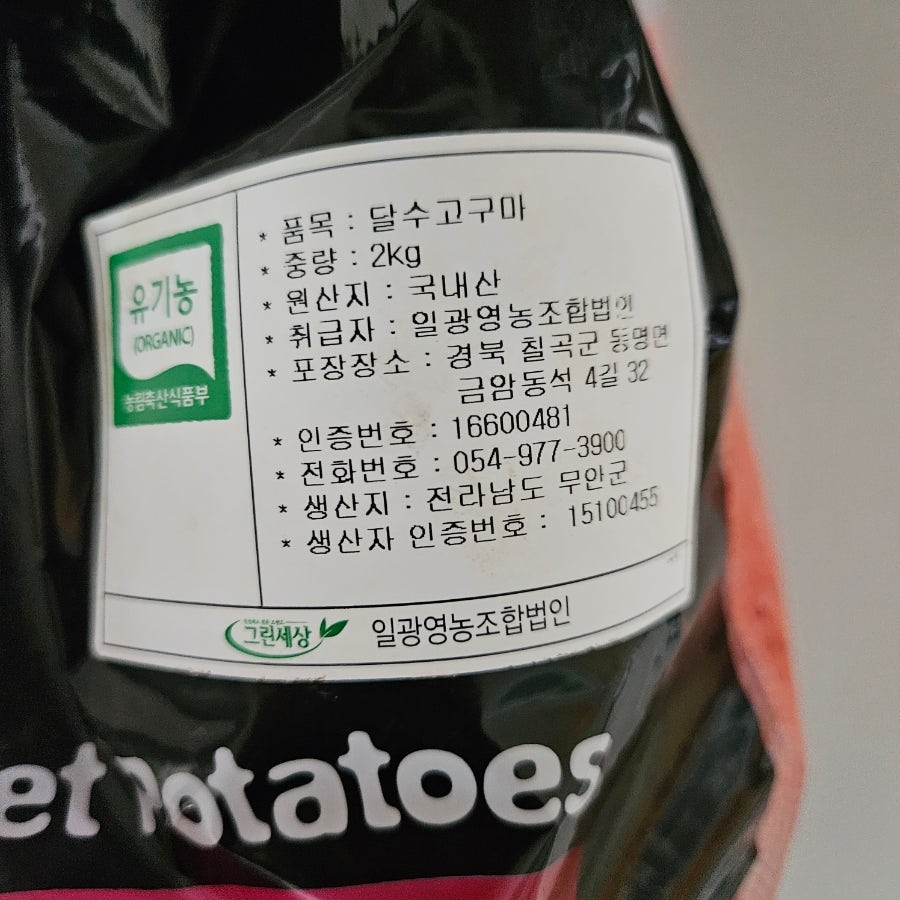 유기농
(ORGANIC)
농림축산식품부
* 품목 : 달수고구마
* 중량 : 2kg
* 원산지 : 국내산
* 취급자 : 일광영농조합법인
* 포장장소 : 경북 칠곡군 동명면
금암동석 4길 32
* 인증번호 : 16600481
* 전화번호 : 054-977-3900
* 생산지 : 전라남도 무안군
* 생산자 인증번호 : 15100455
그린세상
일광영농조합법인
et Potatoes